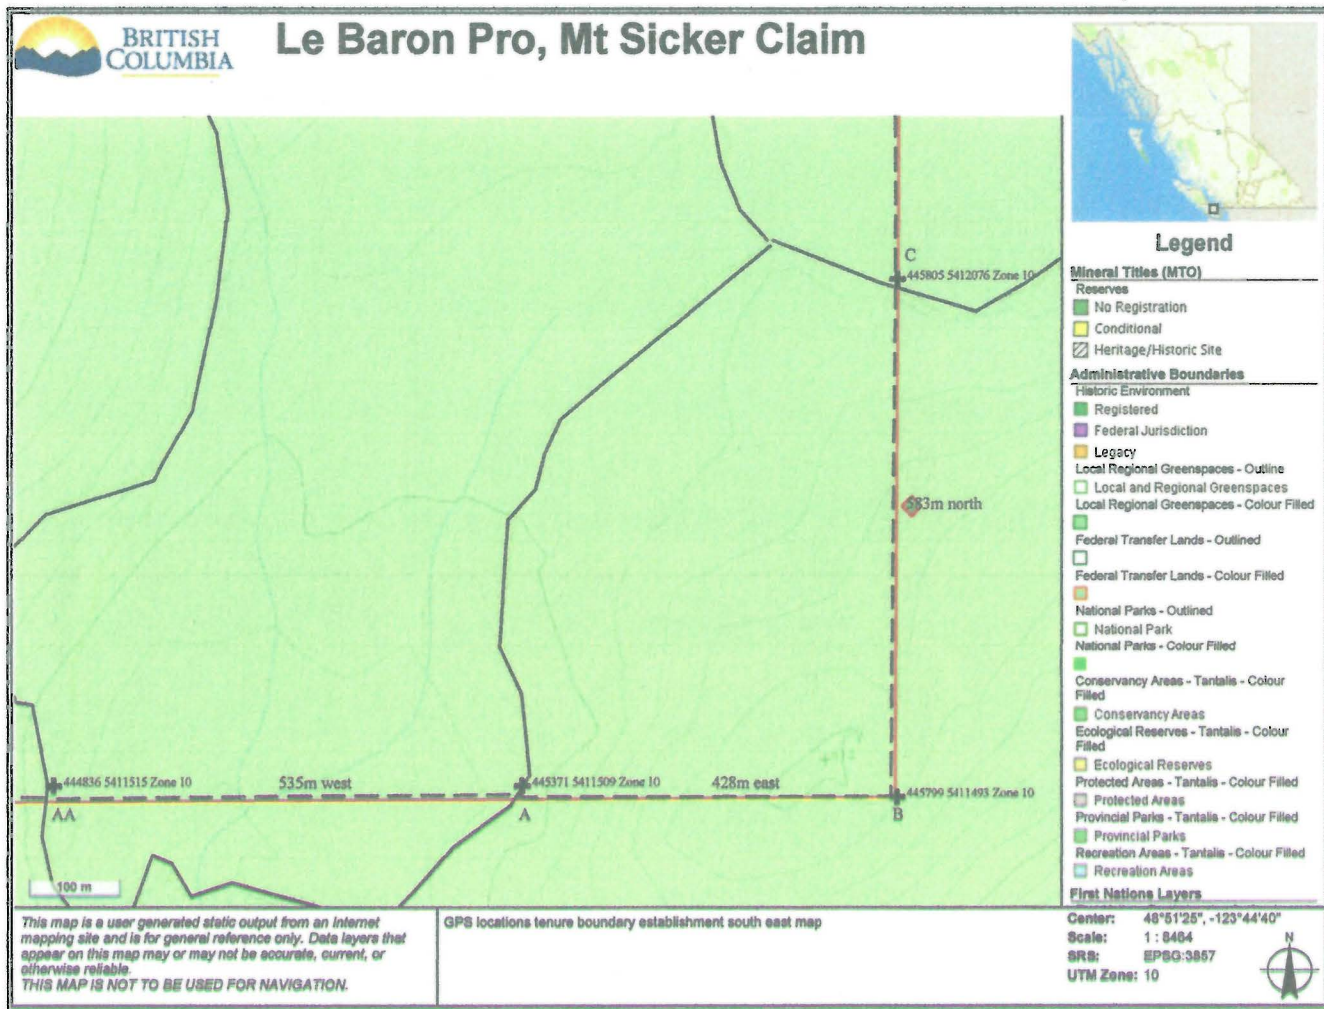 BRITISH
COLUMBIA
Le Baron Pro, Mt Sicker Claim
C
445805 5412076 Zone 10
583m north
444836 5411515 Zone 10
535m west
445371 5411509 Zone 10
428m east
445799 5411493 Zone 10
AA
A
B
100 m
Legend
Mineral Titles (MTO)
Reserves
No Registration
Conditional
Heritage/Historic Site
Administrative Boundaries
Historic Environment
Registered
Federal Jurisdiction
Legacy
Local Regional Greenspaces - Outline
Local and Regional Greenspaces
Local Regional Greenspaces - Colour Filled
Federal Transfer Lands - Outlined
Federal Transfer Lands - Colour Filled
National Parks - Outlined
National Park
National Parks - Colour Filled
Conservancy Areas - Tantalis - Colour
Filled
Conservancy Areas
Ecological Reserves - Tantalis - Colour
Filled
Ecological Reserves
Protected Areas - Tantalis - Colour Filled
Protected Areas
Provincial Parks - Tantalis - Colour Filled
Provincial Parks
Recreation Areas - Tantalis - Colour Filled
Recreation Areas
First Nations Layers
This map is a user generated static output from an Internet
mapping site and is for general reference only. Data layers that
appear on this map may or may not be accurate, current, or
otherwise reliable.
THIS MAP IS NOT TO BE USED FOR NAVIGATION.
GPS locations tenure boundary establishment south east map
Center: 48°51'25", -123°44'40"
Scale: 1 : 8464
SRS: EPSG:3857
UTM Zone: 10
N